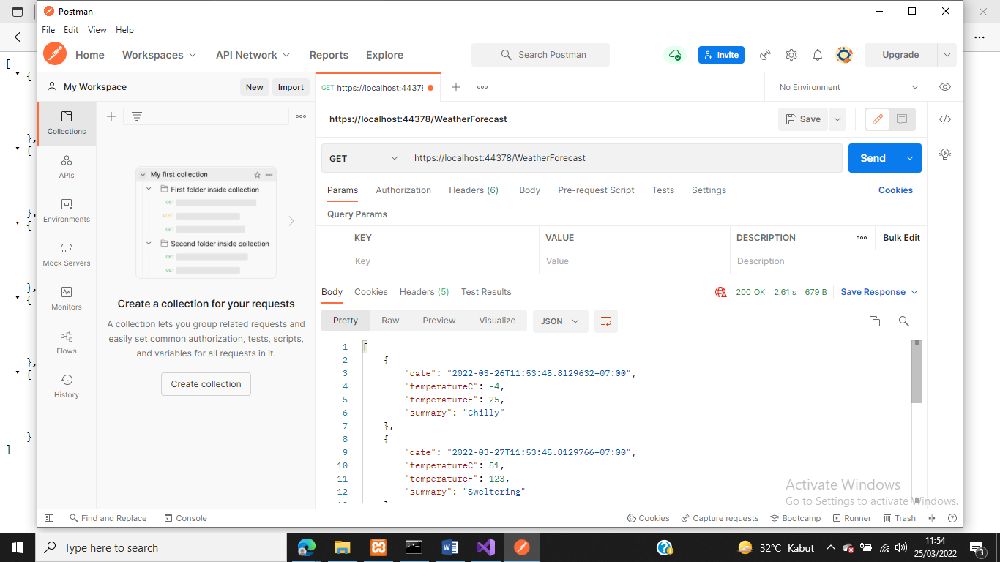 Postman
File Edit View Help
Home Workspaces API Network Reports Explore Search Postman Invite Upgrade
My Workspace New Import GET https://localhost:4437 No Environment
https://localhost:44378/WeatherForecast Save
Collections
APIs
Environments
Mock Servers
Monitors
Flows
History
My first collection
First folder inside collection
GET
POST
GET
Second folder inside collection
GET
GET
Create a collection for your requests
A collection lets you group related requests and
easily set common authorization, tests, scripts,
and variables for all requests in it.
Create collection
GET https://localhost:44378/WeatherForecast Send
Params Authorization Headers (6) Body Pre-request Script Tests Settings Cookies
Query Params
KEY VALUE DESCRIPTION Bulk Edit
Key Value Description
Body Cookies Headers (5) Test Results 200 OK 2.61 s 679 B Save Response
Pretty Raw Preview Visualize JSON
1 [
2 {
3 "date": "2022-03-26T11:53:45.8129632+07:00",
4 "temperatureC": -4,
5 "temperatureF": 25,
6 "summary": "Chilly"
7 },
8 {
9 "date": "2022-03-27T11:53:45.8129766+07:00",
10 "temperatureC": 51,
11 "temperatureF": 123,
12 "summary": "Sweltering"
[
{
},
{
},
{
},
{
},
{
}
]
Activate Windows
Go to Settings to activate Windows.
Find and Replace Console Cookies Capture requests Bootcamp Runner Trash
Type here to search 32°C Kabut 11:54
25/03/2022
3